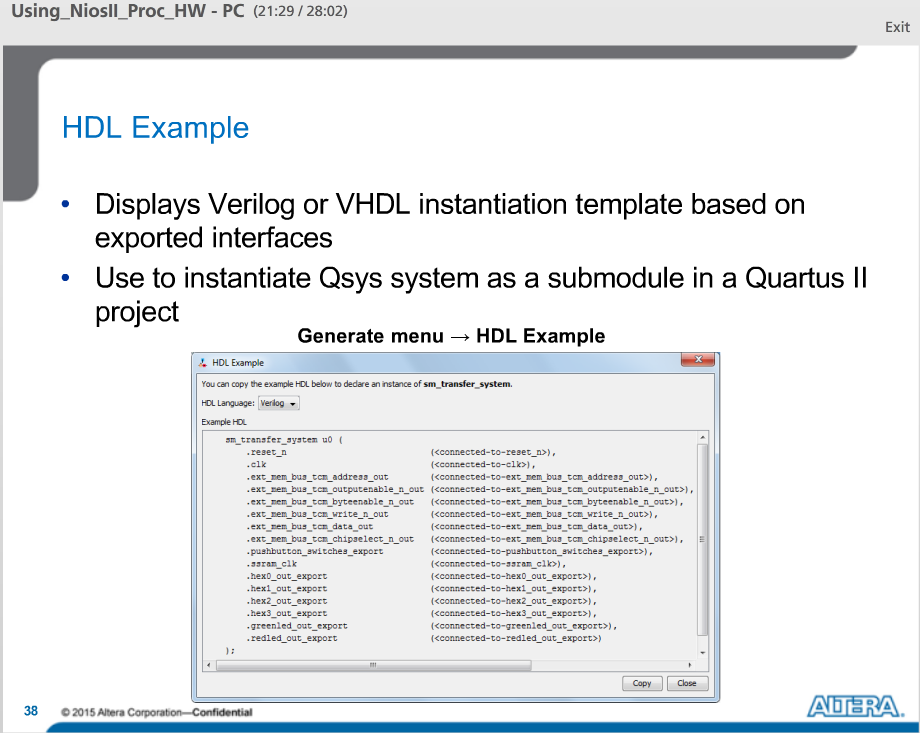 Using_NiosII_Proc_HW - PC (21:29 / 28:02)
Exit
HDL Example
• Displays Verilog or VHDL instantiation template based on
exported interfaces
• Use to instantiate Qsys system as a submodule in a Quartus II
project
Generate menu → HDL Example
HDL Example
You can copy the example HDL below to declare an instance of sm_transfer_system.
HDL Language: Verilog
Example HDL
sm_transfer_system u0 (
.reset_n (<connected-to-reset_n>),
.clk (<connected-to-clk>),
.ext_mem_bus_tcm_address_out (<connected-to-ext_mem_bus_tcm_address_out>),
.ext_mem_bus_tcm_outputenable_n_out (<connected-to-ext_mem_bus_tcm_outputenable_n_out>),
.ext_mem_bus_tcm_byteenable_n_out (<connected-to-ext_mem_bus_tcm_byteenable_n_out>),
.ext_mem_bus_tcm_write_n_out (<connected-to-ext_mem_bus_tcm_write_n_out>),
.ext_mem_bus_tcm_data_out (<connected-to-ext_mem_bus_tcm_data_out>),
.ext_mem_bus_tcm_chipselect_n_out (<connected-to-ext_mem_bus_tcm_chipselect_n_out>),
.pushbutton_switches_export (<connected-to-pushbutton_switches_export>),
.ssram_clk (<connected-to-ssram_clk>),
.hex0_out_export (<connected-to-hex0_out_export>),
.hex1_out_export (<connected-to-hex1_out_export>),
.hex2_out_export (<connected-to-hex2_out_export>),
.hex3_out_export (<connected-to-hex3_out_export>),
.greenled_out_export (<connected-to-greenled_out_export>),
.redled_out_export (<connected-to-redled_out_export>)
);
Copy Close
38 © 2015 Altera Corporation—Confidential
ALTERA.